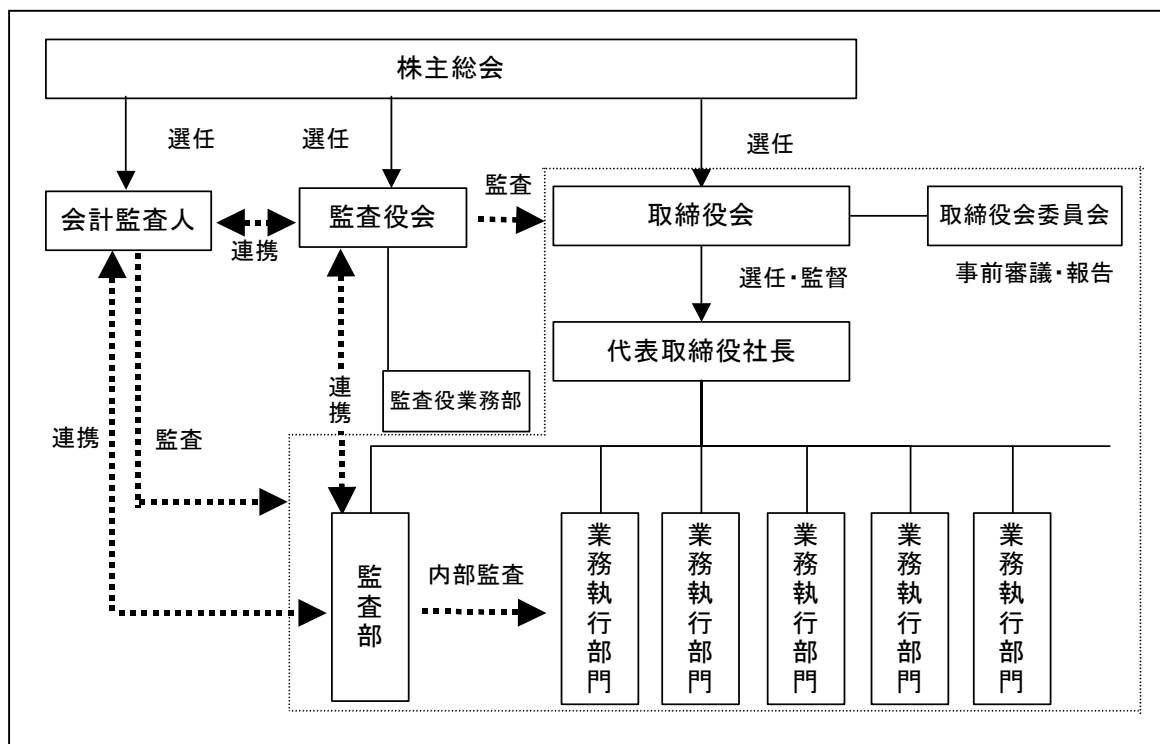 株主総会
選任
選任
選任
監査
会計監査人
連携
監査役会
取締役会
取締役会委員会
事前審議・報告
選任・監督
代表取締役社長
監査役業務部
連携
連携
監査
監査部
内部監査
業務執行部門
業務執行部門
業務執行部門
業務執行部門
業務執行部門